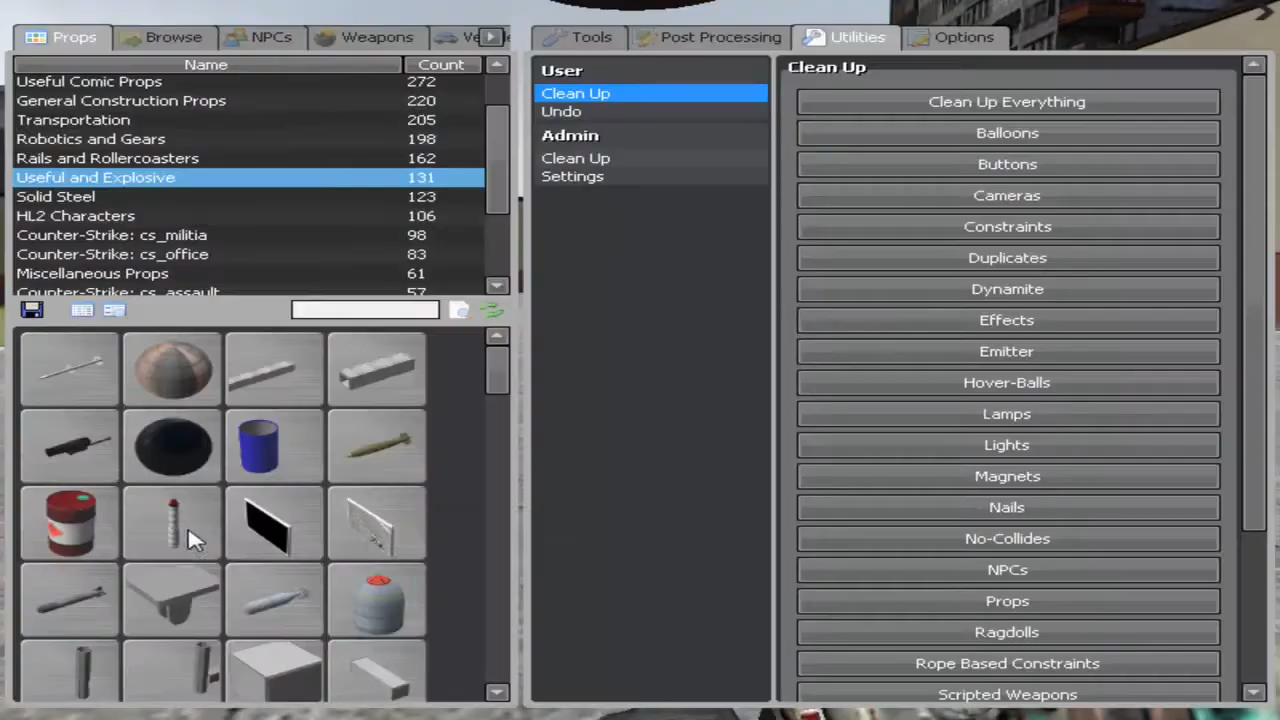 Props
Browse
NPCs
Weapons
Name
Count
Useful Comic Props 272
General Construction Props 220
Transportation 205
Robotics and Gears 198
Rails and Rollercoasters 162
Useful and Explosive 131
Solid Steel 123
HL2 Characters 106
Counter-Strike: cs_militia 98
Counter-Strike: cs_office 83
Miscellaneous Props 61
Counter-Strike: cs_assault 57
Tools
Post Processing
Utilities
Options
User
Clean Up
Undo
Admin
Clean Up
Settings
Clean Up
Clean Up Everything
Balloons
Buttons
Cameras
Constraints
Duplicates
Dynamite
Effects
Emitter
Hover-Balls
Lamps
Lights
Magnets
Nails
No-Collides
NPCs
Props
Ragdolls
Rope Based Constraints
Scripted Weapons